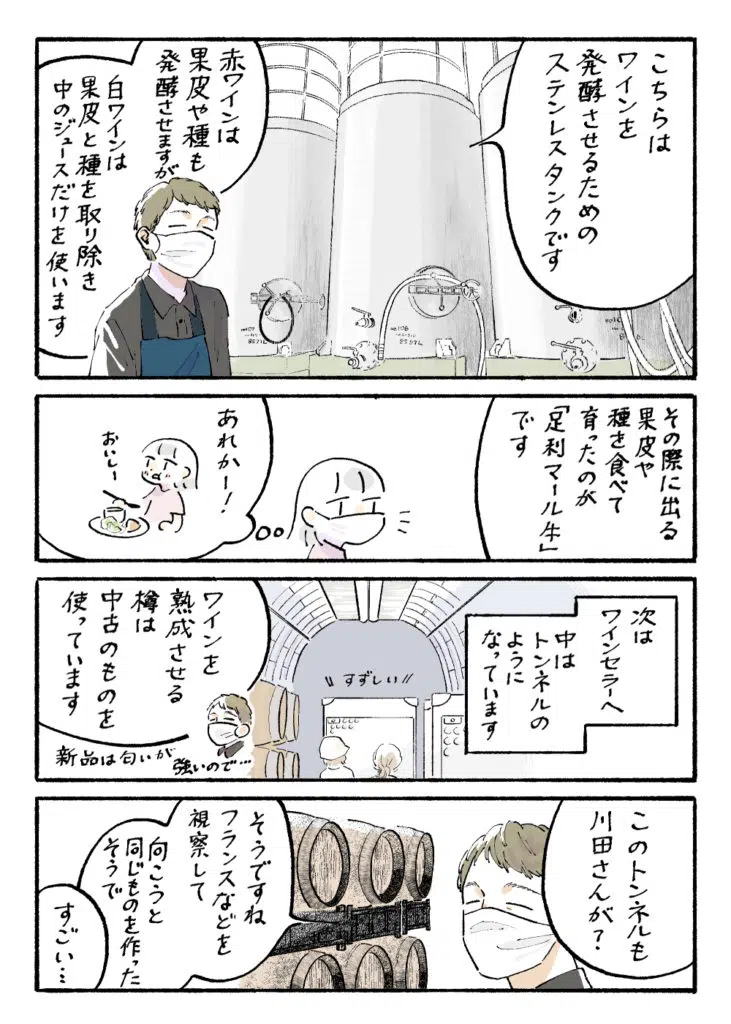 こちらは
ワインを
発酵させるための
ステンレスタンクです
赤ワインは
果皮や種も
発酵させますが
白ワインは
果皮と種を取り除き
中のジュースだけを使います
その際に出る
果皮や
種を食べて
育ったのが
「足利マール牛」
です
あれかー!
おいしー
次は
ワインセラーへ
中は
トンネルの
ように
なっています
すずしい
ワインを
熟成させる
樽は
中古のものを
使っています
新品は匂いが
強いので…
このトンネルも
川田さんが?
そうですね
フランスなどを
視察して
向こうと
同じものを作った
そうで
すごい…